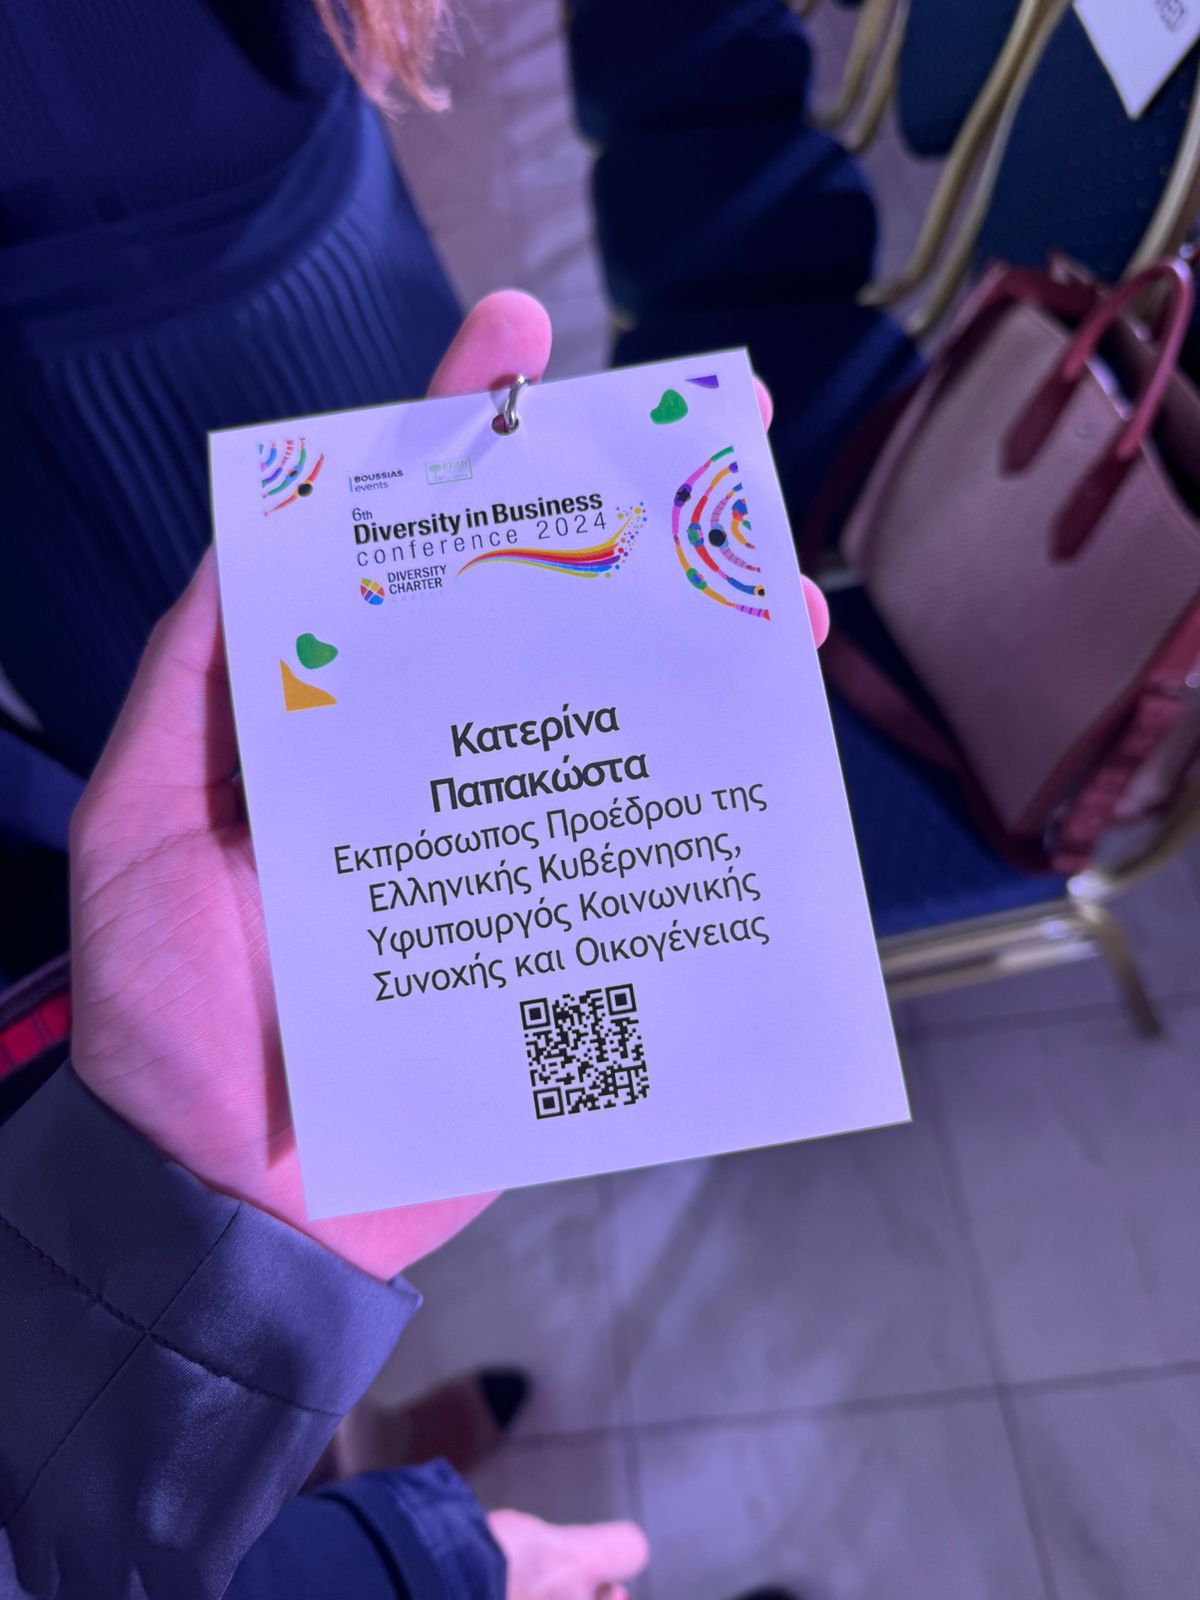 BOUSSIAS
events
6th
Diversity in Business
conference 2024
DIVERSITY
CHARTER
Κατερίνα
Παπακώστα
Εκπρόσωπος Προέδρου της
Ελληνικής Κυβέρνησης,
Υφυπουργός Κοινωνικής
Συνοχής και Οικογένειας